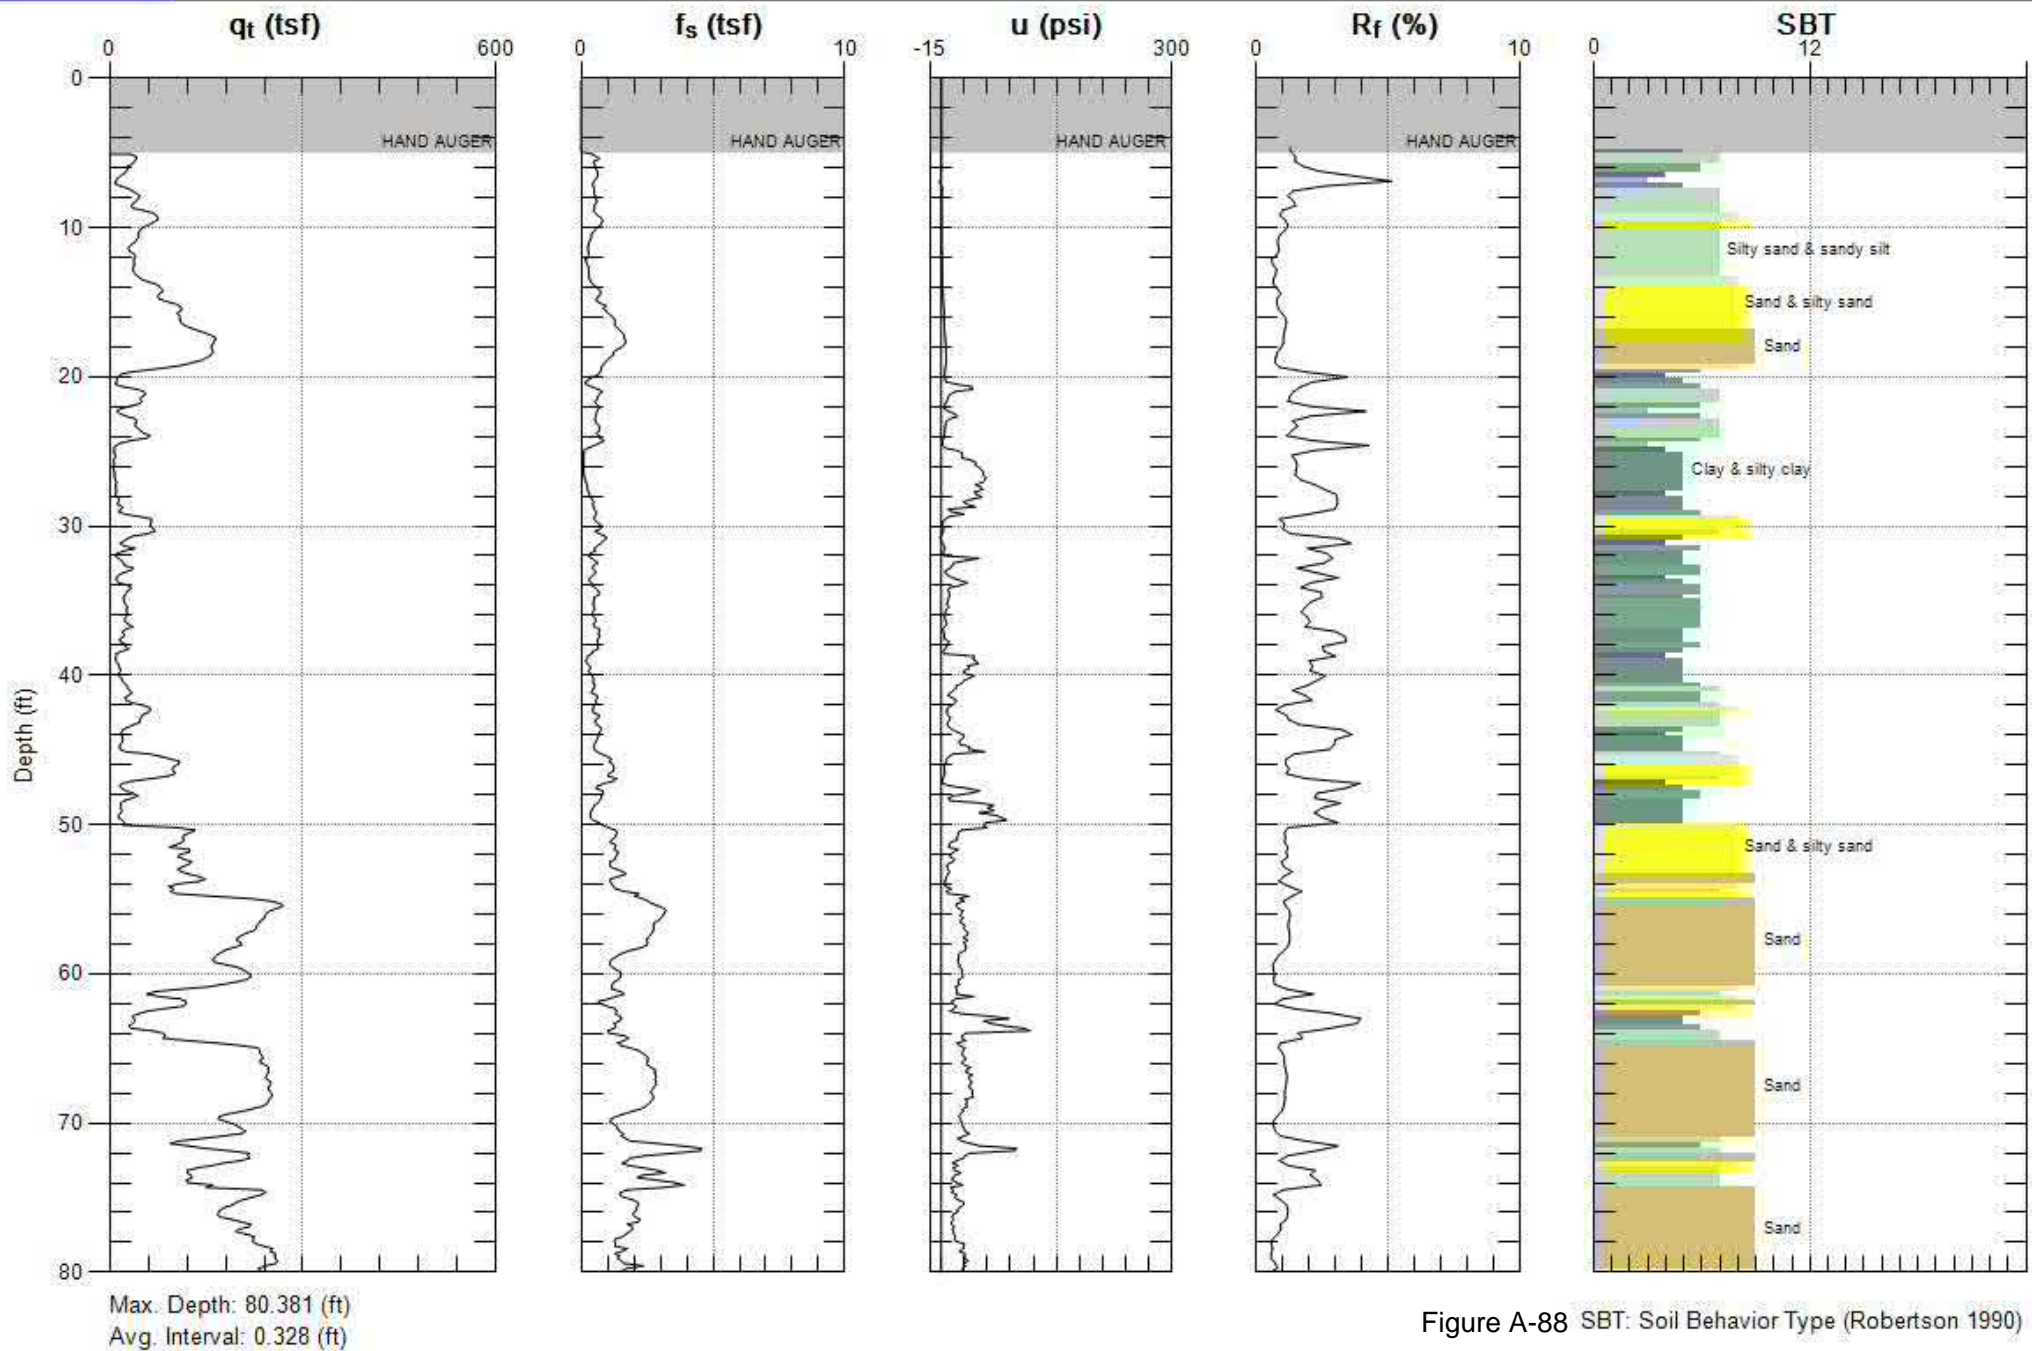 qt (tsf) fs (tsf) u (psi) Rf (%) SBT
0 600 0 10 -15 300 0 10 0 12
0
HAND AUGER HAND AUGER HAND AUGER HAND AUGER
10
Silty sand & sandy silt
Sand & silty sand
Sand
20
Clay & silty clay
30
40
Depth (ft)
50
Sand & silty sand
Sand
60
Sand
70
Sand
80
Max. Depth: 80.381 (ft)
Avg. Interval: 0.328 (ft)
Figure A-88 SBT: Soil Behavior Type (Robertson 1990)